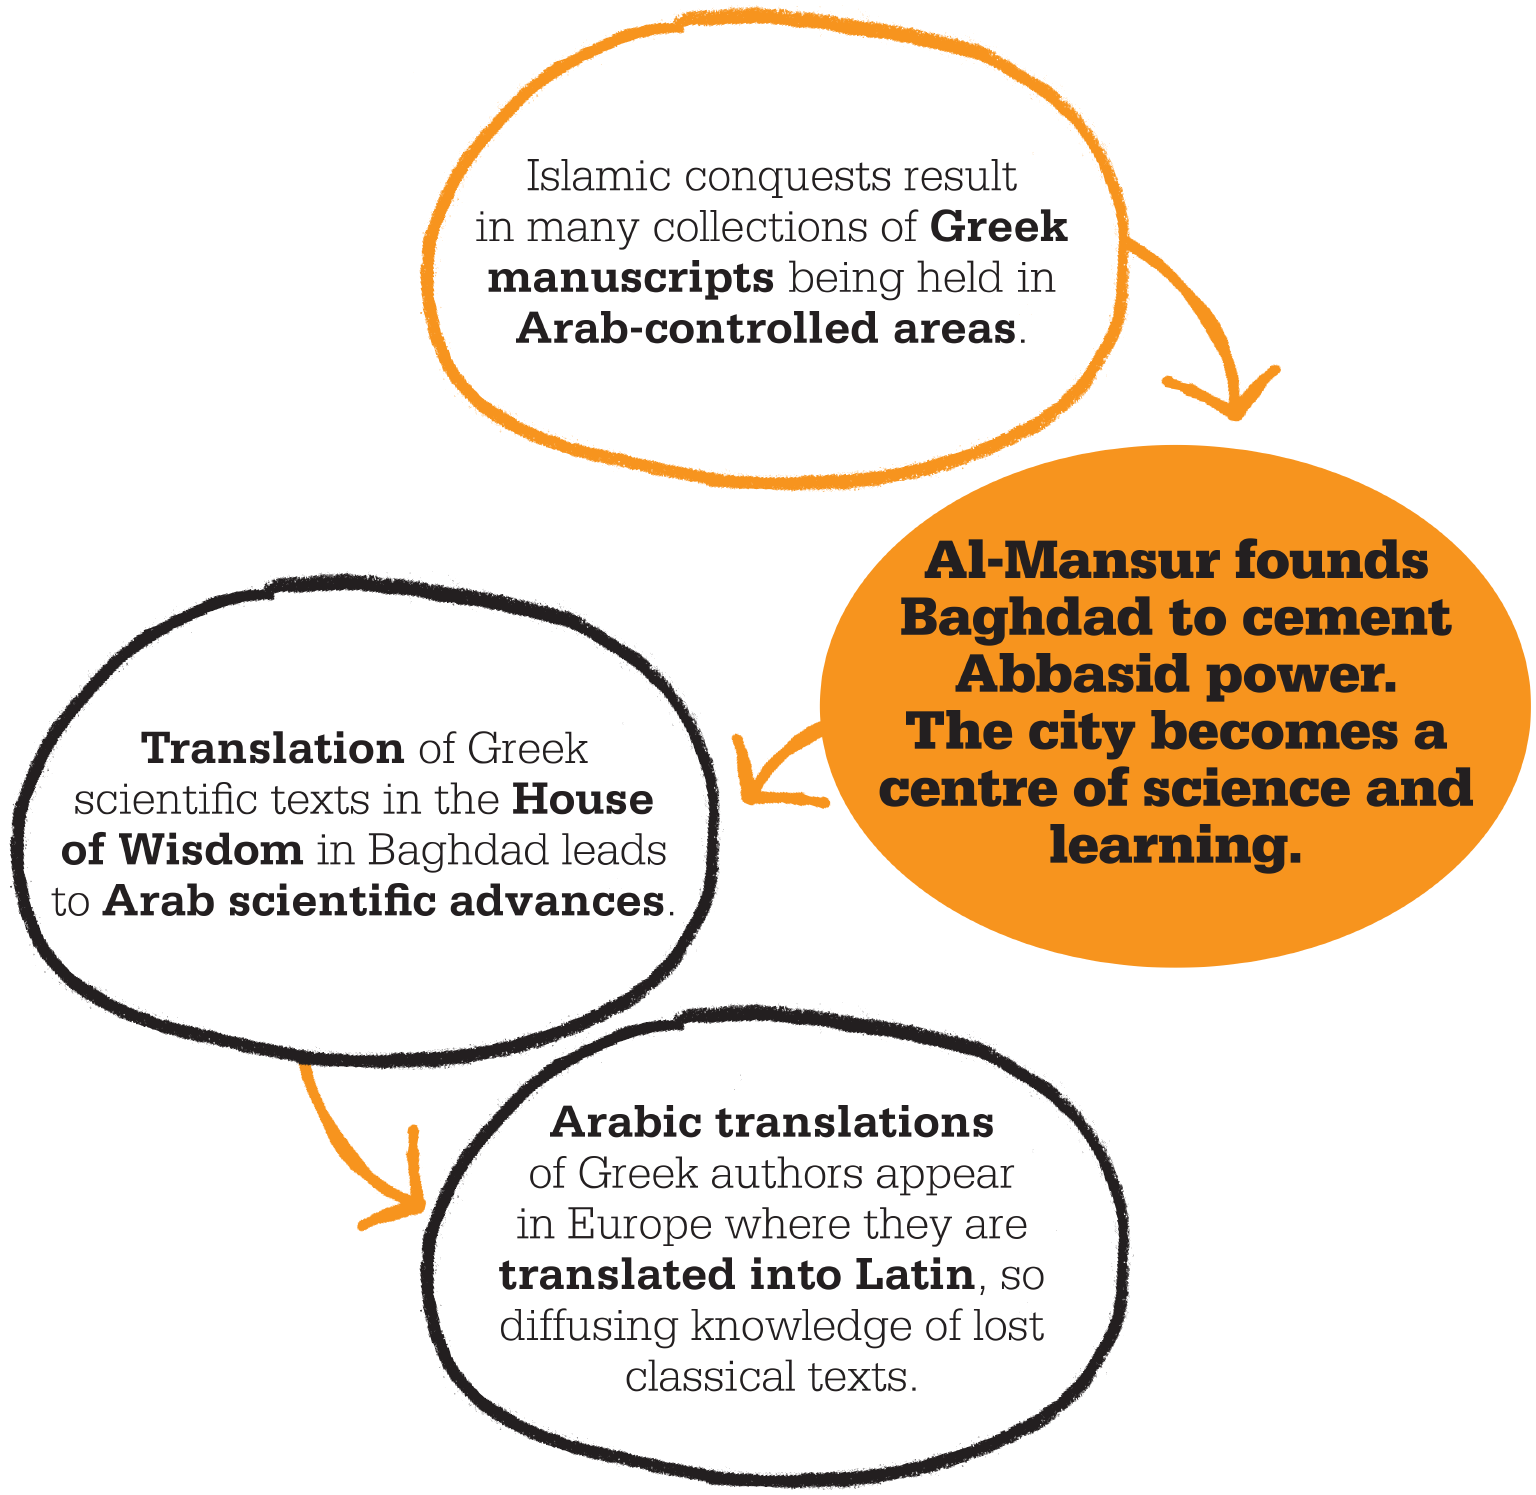 Islamic conquests result
in many collections of Greek
manuscripts being held in
Arab-controlled areas.
Al-Mansur founds
Baghdad to cement
Abbasid power.
The city becomes a
centre of science and
learning.
Translation of Greek
scientific texts in the House
of Wisdom in Baghdad leads
to Arab scientific advances.
Arabic translations
of Greek authors appear
in Europe where they are
translated into Latin, so
diffusing knowledge of lost
classical texts.